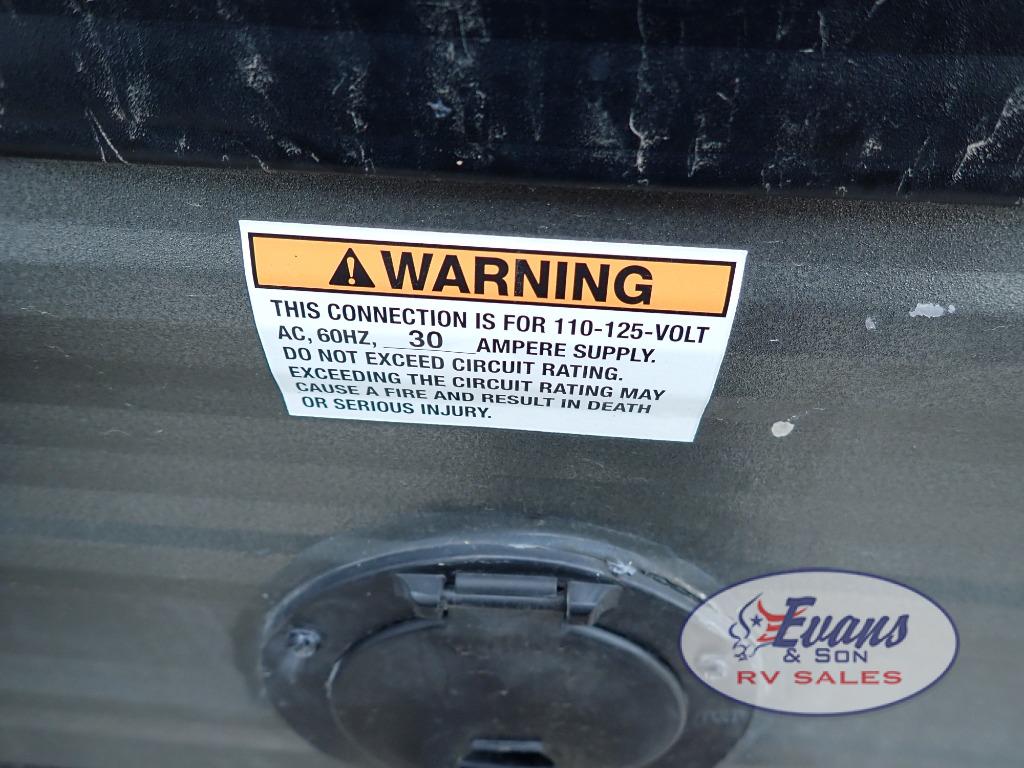 WARNING
THIS CONNECTION IS FOR 110-125-VOLT
AC, 60HZ, 30 AMPERE SUPPLY.
DO NOT EXCEED CIRCUIT RATING.
EXCEEDING THE CIRCUIT RATING MAY
CAUSE A FIRE AND RESULT IN DEATH
OR SERIOUS INJURY.
Evans
& SON
RV SALES